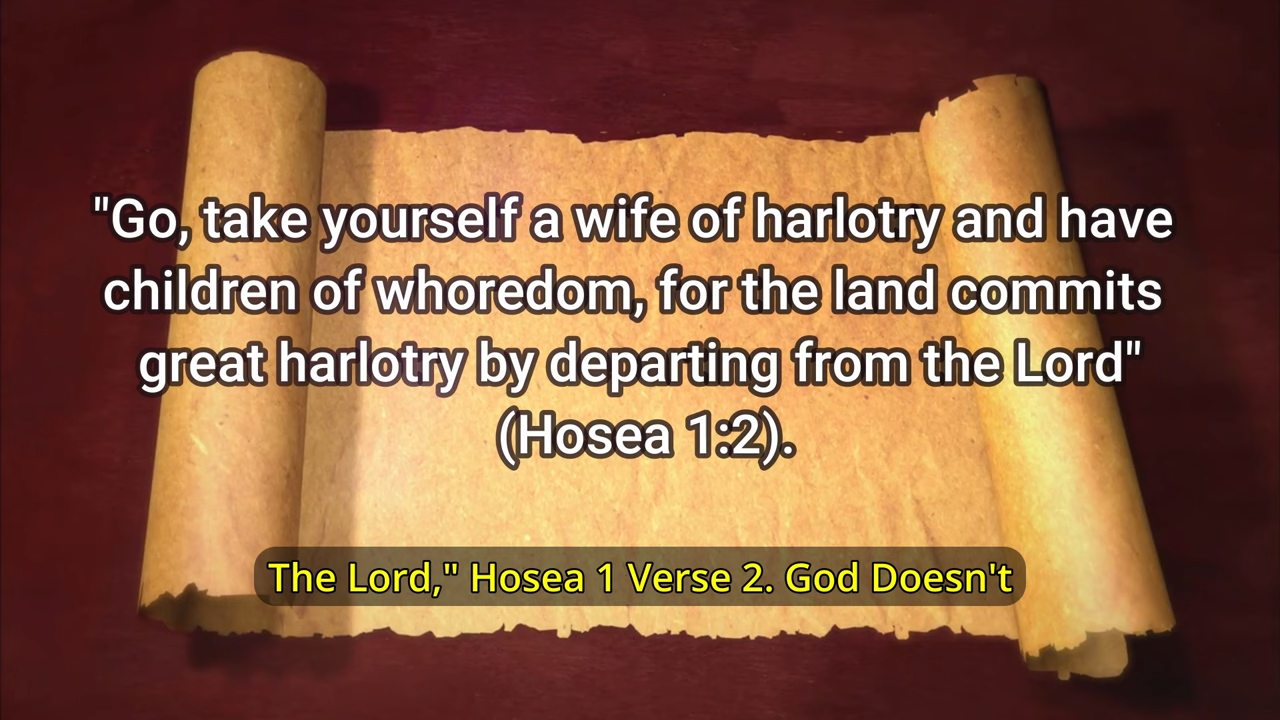 "Go, take yourself a wife of harlotry and have
children of whoredom, for the land commits
great harlotry by departing from the Lord"
(Hosea 1:2).
The Lord," Hosea 1 Verse 2. God Doesn't